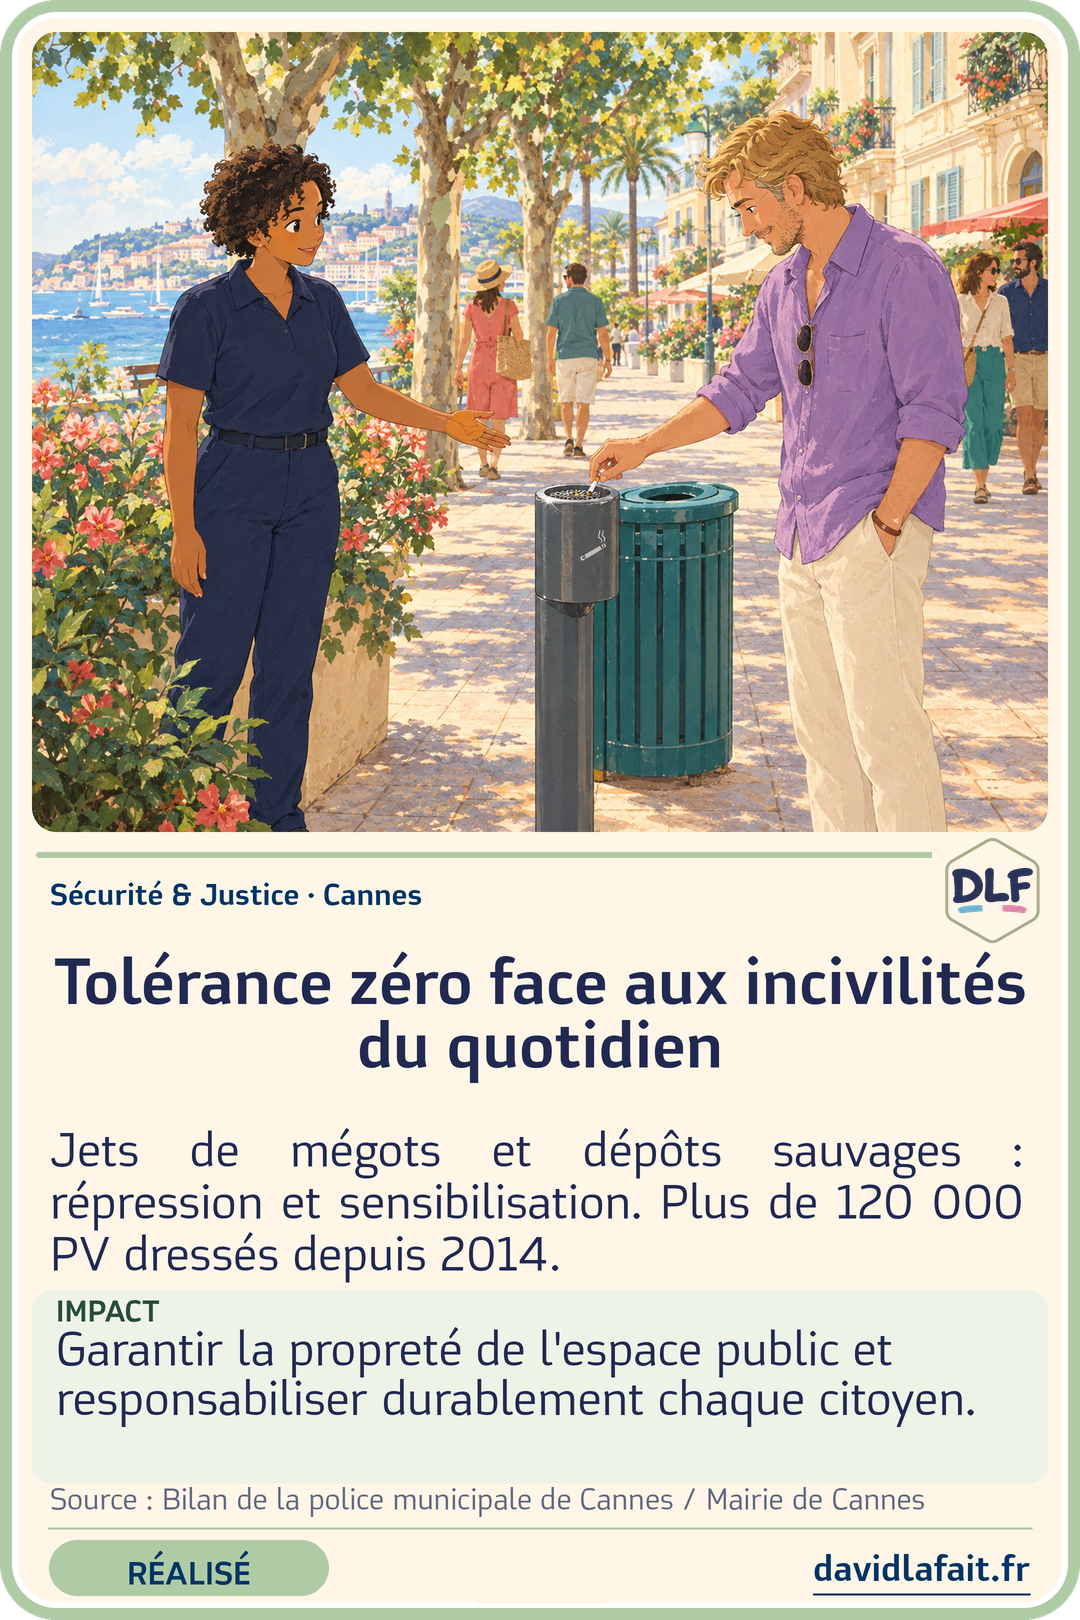 Sécurité & Justice · Cannes
DLF
Tolérance zéro face aux incivilités
du quotidien
Jets de mégots et dépôts sauvages :
répression et sensibilisation. Plus de 120 000
PV dressés depuis 2014.
IMPACT
Garantir la propreté de l'espace public et
responsabiliser durablement chaque citoyen.
Source : Bilan de la police municipale de Cannes / Mairie de Cannes
RÉALISÉ
davidlafait.fr